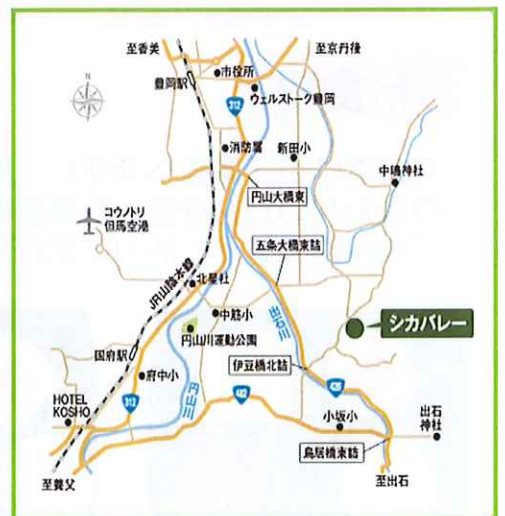 至香美
至京丹後
市役所
豊岡駅
N
ウェルストーク豊岡
312
消防署
新田小
中嶋神社
円山大橋東
コウノトリ
但馬空港
五条大橋東詰
JR山陰本線
北星社
出石川
中筋小
シカバレー
円山川運動公園
国府駅
伊豆橋北詰
府中小
円山川
HOTEL
KOSHO
312
482
426
小坂小
出石
神社
鳥居橋東詰
至養父
至出石